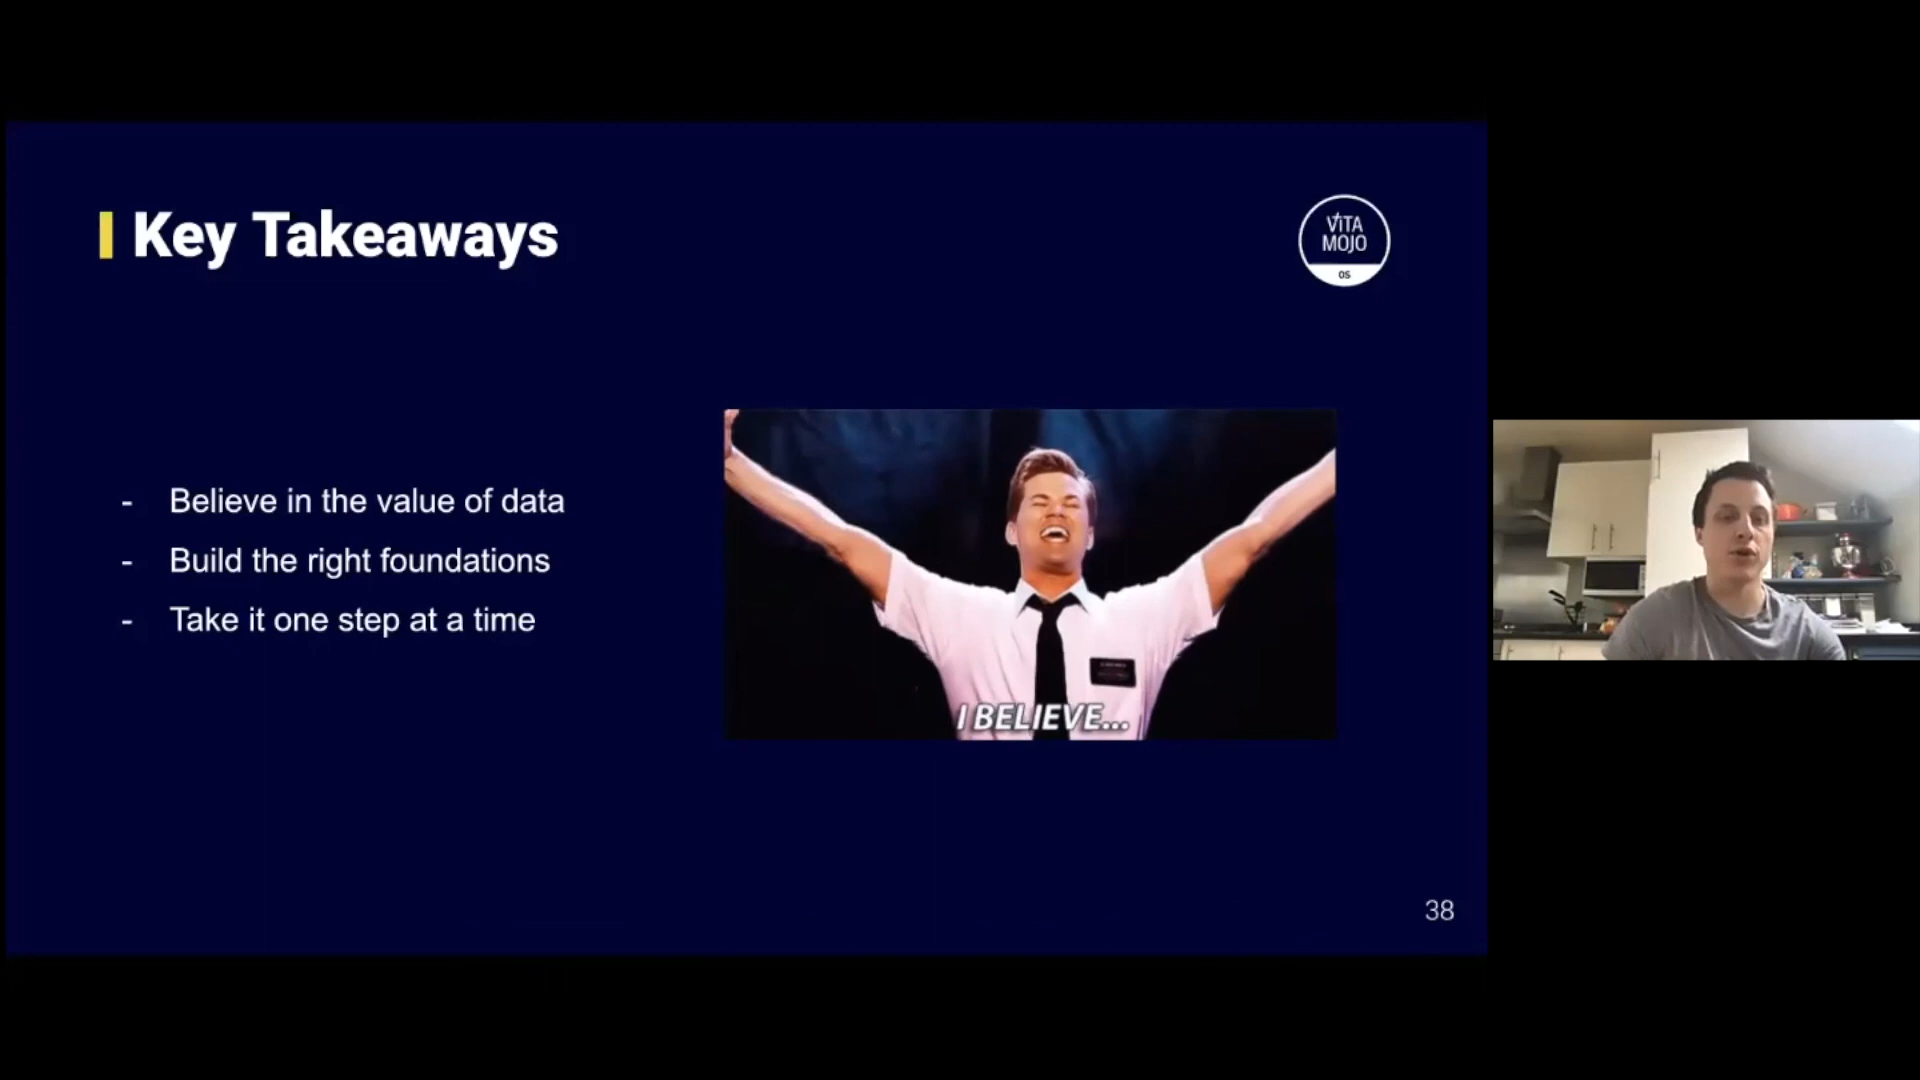 Key Takeaways
VITA
MOJO
OS
- Believe in the value of data
- Build the right foundations
- Take it one step at a time
I BELIEVE...
38